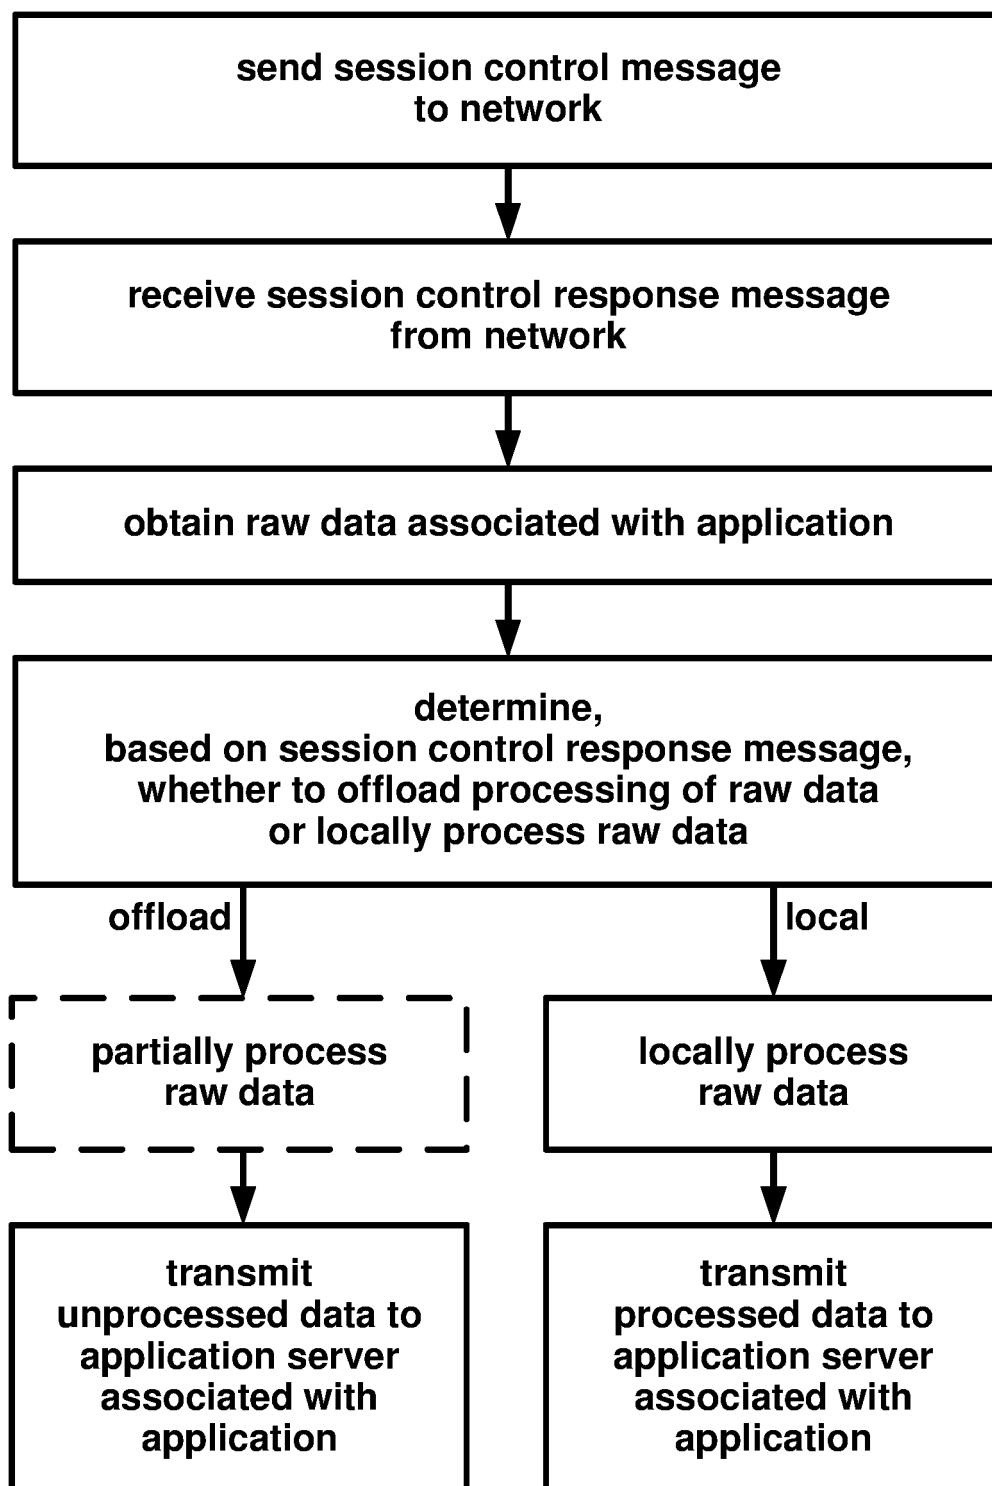 send session control message
to network
receive session control response message
from network
obtain raw data associated with application
determine,
based on session control response message,
whether to offload processing of raw data
or locally process raw data
offload
local
partially process
raw data
locally process
raw data
transmit
unprocessed data to
application server
associated with
application
transmit
processed data to
application server
associated with
application